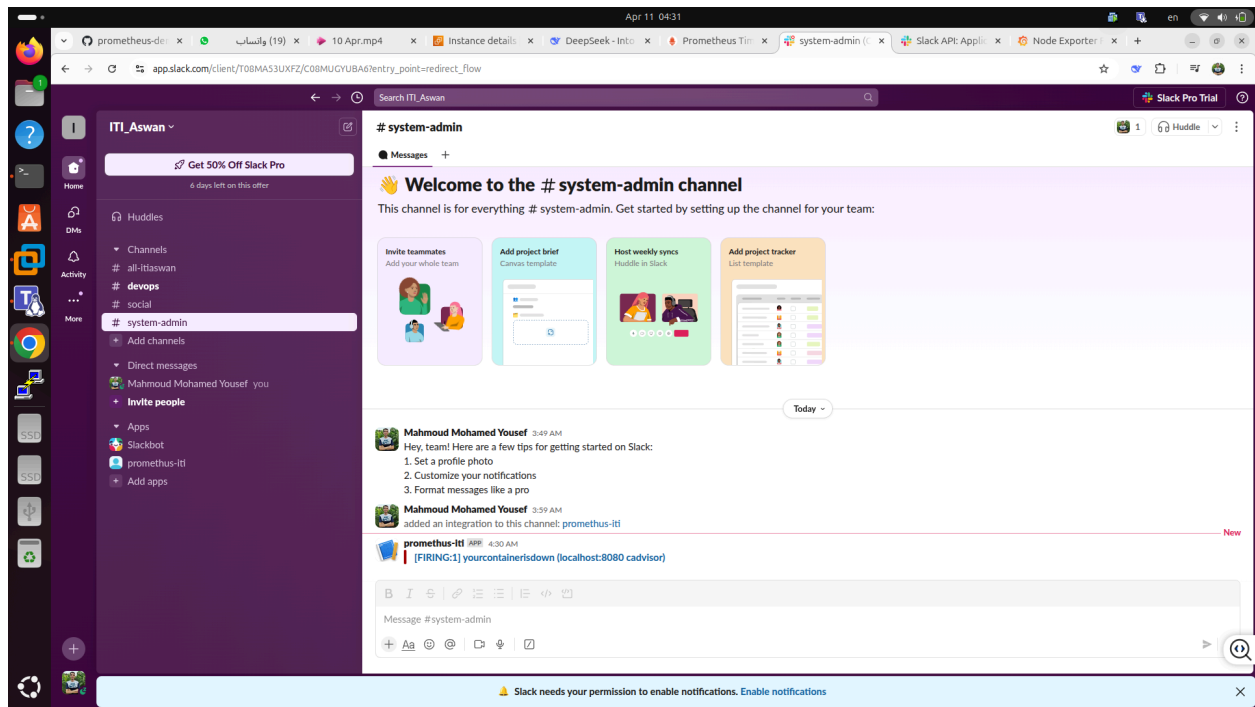 Apr 11 04:31
en
prometheus-de
(19) واتساب
10 Apr.mp4
Instance details
DeepSeek - Into
Prometheus Tim
system-admin (C
Slack API: Applic
Node Exporter F
app.slack.com/client/T08MA53UXFZ/C08MUGYUBA6?entry_point=redirect_flow
Search ITI_Aswan
Slack Pro Trial
1
I
Home
DMs
Activity
More
ITI_Aswan
Get 50% Off Slack Pro
6 days left on this offer
Huddles
Channels
# all-itiaswan
# devops
# social
# system-admin
+ Add channels
Direct messages
Mahmoud Mohamed Yousef you
+ Invite people
Apps
Slackbot
promethus-iti
+ Add apps
# system-admin
1
Huddle
Messages +
Welcome to the # system-admin channel
This channel is for everything # system-admin. Get started by setting up the channel for your team:
Invite teammates
Add your whole team
Add project brief
Canvas template
Host weekly syncs
Huddle in Slack
Add project tracker
List template
Today
Mahmoud Mohamed Yousef 3:49 AM
Hey, team! Here are a few tips for getting started on Slack:
1. Set a profile photo
2. Customize your notifications
3. Format messages like a pro
Mahmoud Mohamed Yousef 3:59 AM
added an integration to this channel: promethus-iti
New
promethus-iti APP 4:30 AM
[FIRING:1] yourcontainerisdown (localhost:8080 cadvisor)
B I S
Message #system-admin
+ Aa @
SSD
SSD
Slack needs your permission to enable notifications. Enable notifications